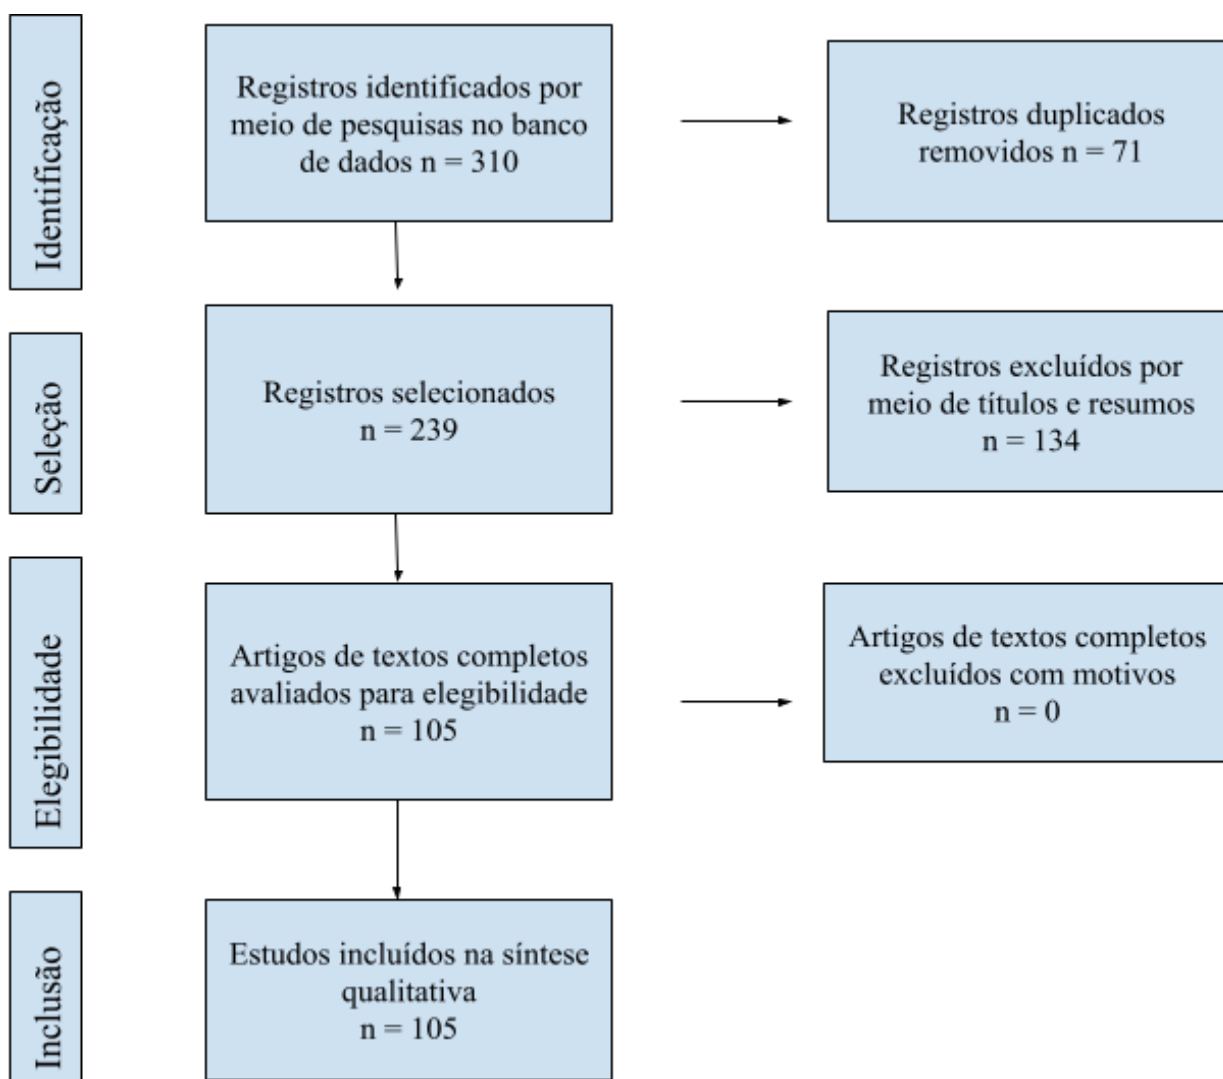 Identificação
Registros identificados por
meio de pesquisas no banco
de dados n = 310
Registros duplicados
removidos n = 71
Seleção
Registros selecionados
n = 239
Registros excluídos por
meio de títulos e resumos
n = 134
Elegibilidade
Artigos de textos completos
avaliados para elegibilidade
n = 105
Artigos de textos completos
excluídos com motivos
n = 0
Inclusão
Estudos incluídos na síntese
qualitativa
n = 105